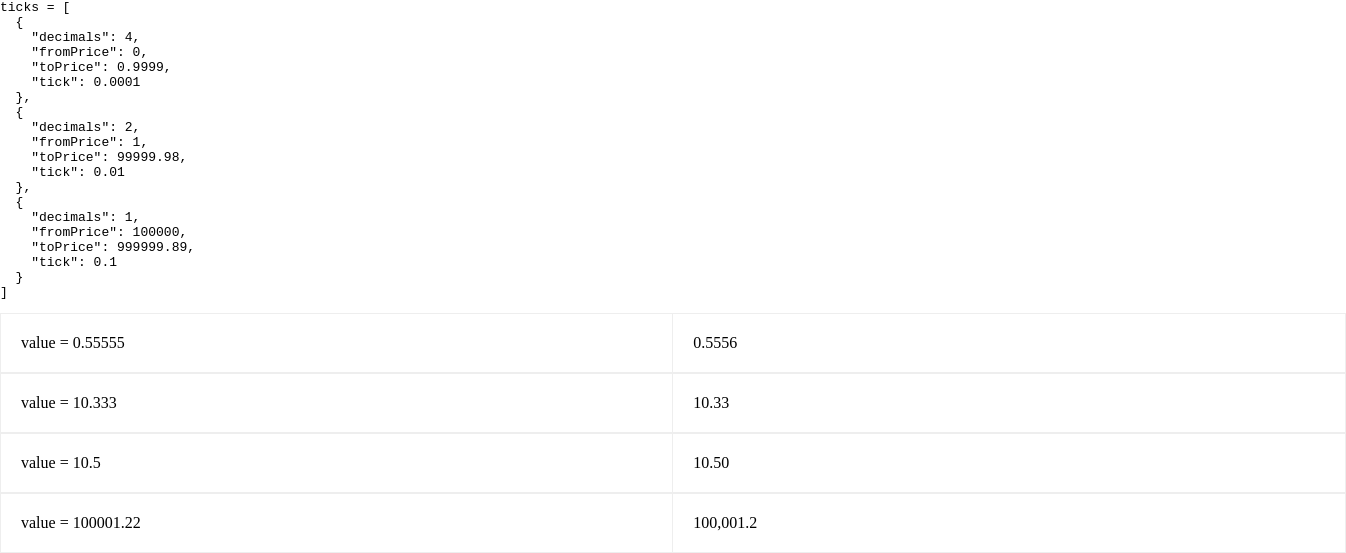 ticks = [
  {
    "decimals": 4,
    "fromPrice": 0,
    "toPrice": 0.9999,
    "tick": 0.0001
  },
  {
    "decimals": 2,
    "fromPrice": 1,
    "toPrice": 99999.98,
    "tick": 0.01
  },
  {
    "decimals": 1,
    "fromPrice": 100000,
    "toPrice": 999999.89,
    "tick": 0.1
  }
]
value = 0.55555 0.5556
value = 10.333 10.33
value = 10.5 10.50
value = 100001.22 100,001.2